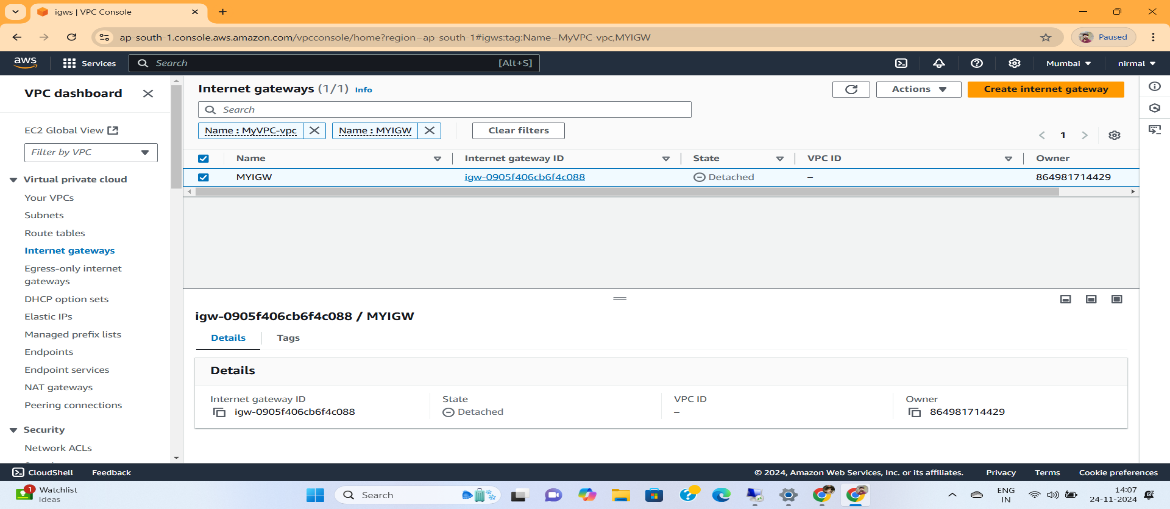 igws | VPC Console
ap-south-1.console.aws.amazon.com/vpcconsole/home?region=ap-south-1#igws:tag:Name=MyVPC-vpc,MYIGW
Paused
aws
Services
Search
[Alt+S]
Mumbai
nirmal
VPC dashboard
EC2 Global View
Filter by VPC
Virtual private cloud
Your VPCs
Subnets
Route tables
Internet gateways
Egress-only internet
gateways
DHCP option sets
Elastic IPs
Managed prefix lists
Endpoints
Endpoint services
NAT gateways
Peering connections
Security
Network ACLs
Internet gateways (1/1) Info
Actions
Create internet gateway
Search
Name : MyVPC-vpc
Name : MYIGW
Clear filters
1
Name Internet gateway ID State VPC ID Owner
MYIGW igw-0905f406cb6f4c088 Detached – 864981714429
igw-0905f406cb6f4c088 / MYIGW
Details Tags
Details
Internet gateway ID State VPC ID Owner
igw-0905f406cb6f4c088 Detached – 864981714429
CloudShell Feedback © 2024, Amazon Web Services, Inc. or its affiliates. Privacy Terms Cookie preferences
1
Watchlist
Ideas
Search
ENG
IN
14:07
24-11-2024